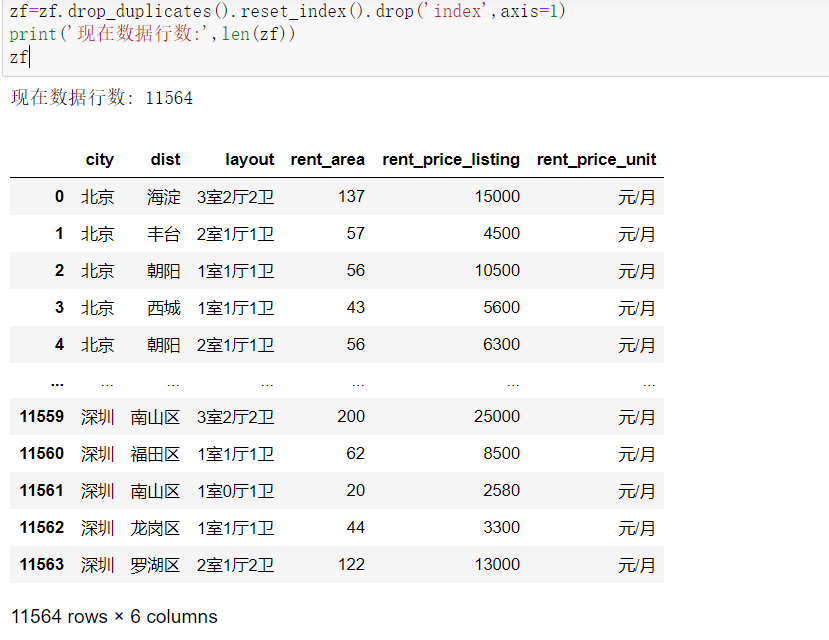 zf=zf.drop_duplicates().reset_index().drop('index',axis=1)
print('现在数据行数:',len(zf))
zf
现在数据行数: 11564
city dist layout rent_area rent_price_listing rent_price_unit
0 北京 海淀 3室2厅2卫 137 15000 元/月
1 北京 丰台 2室1厅1卫 57 4500 元/月
2 北京 朝阳 1室1厅1卫 56 10500 元/月
3 北京 西城 1室1厅1卫 43 5600 元/月
4 北京 朝阳 2室1厅1卫 56 6300 元/月
... ... ... ... ... ... ...
11559 深圳 南山区 3室2厅2卫 200 25000 元/月
11560 深圳 福田区 1室1厅1卫 62 8500 元/月
11561 深圳 南山区 1室0厅1卫 20 2580 元/月
11562 深圳 龙岗区 1室1厅1卫 44 3300 元/月
11563 深圳 罗湖区 2室1厅2卫 122 13000 元/月
11564 rows × 6 columns